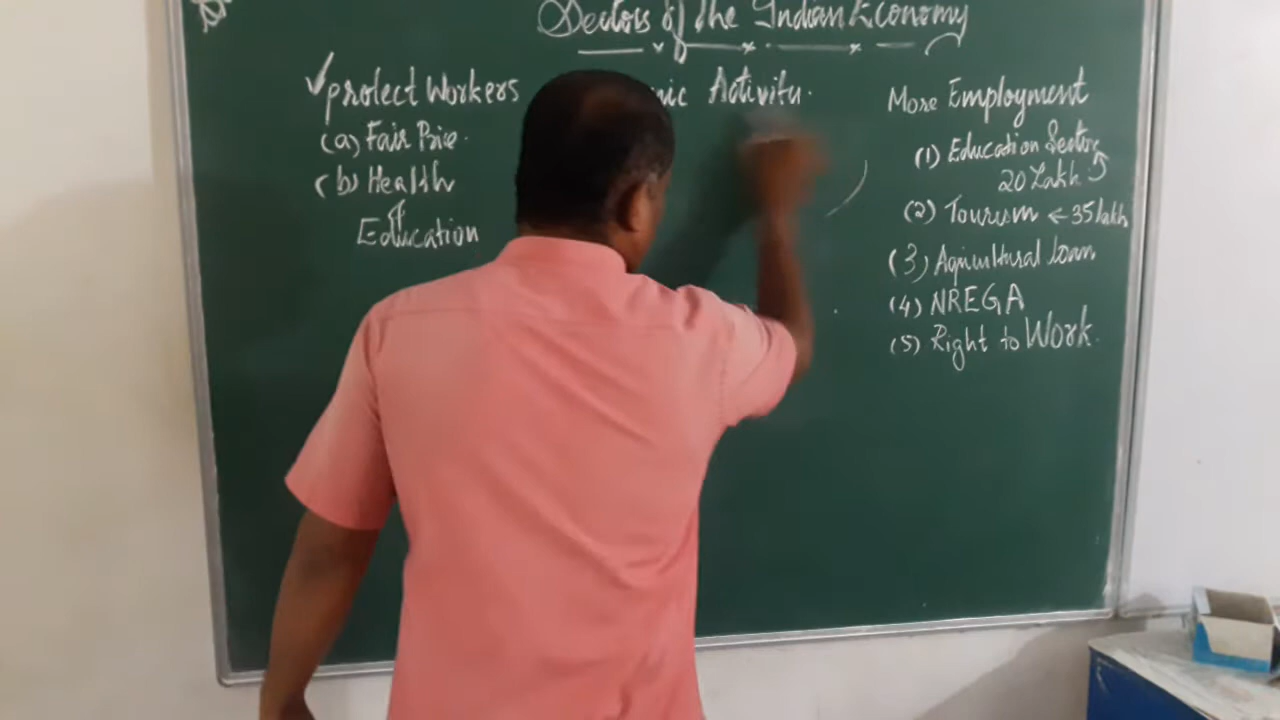 Sectors of the Indian Economy
✓ protect Workers
(a) Fair Price.
(b) Health
Education
nic Activity.
More Employment
(1) Education Sector
20 Lakh
(2) Tourism ← 35 lakh
(3) Agricultural loan
(4) NREGA
(5) Right to Work.